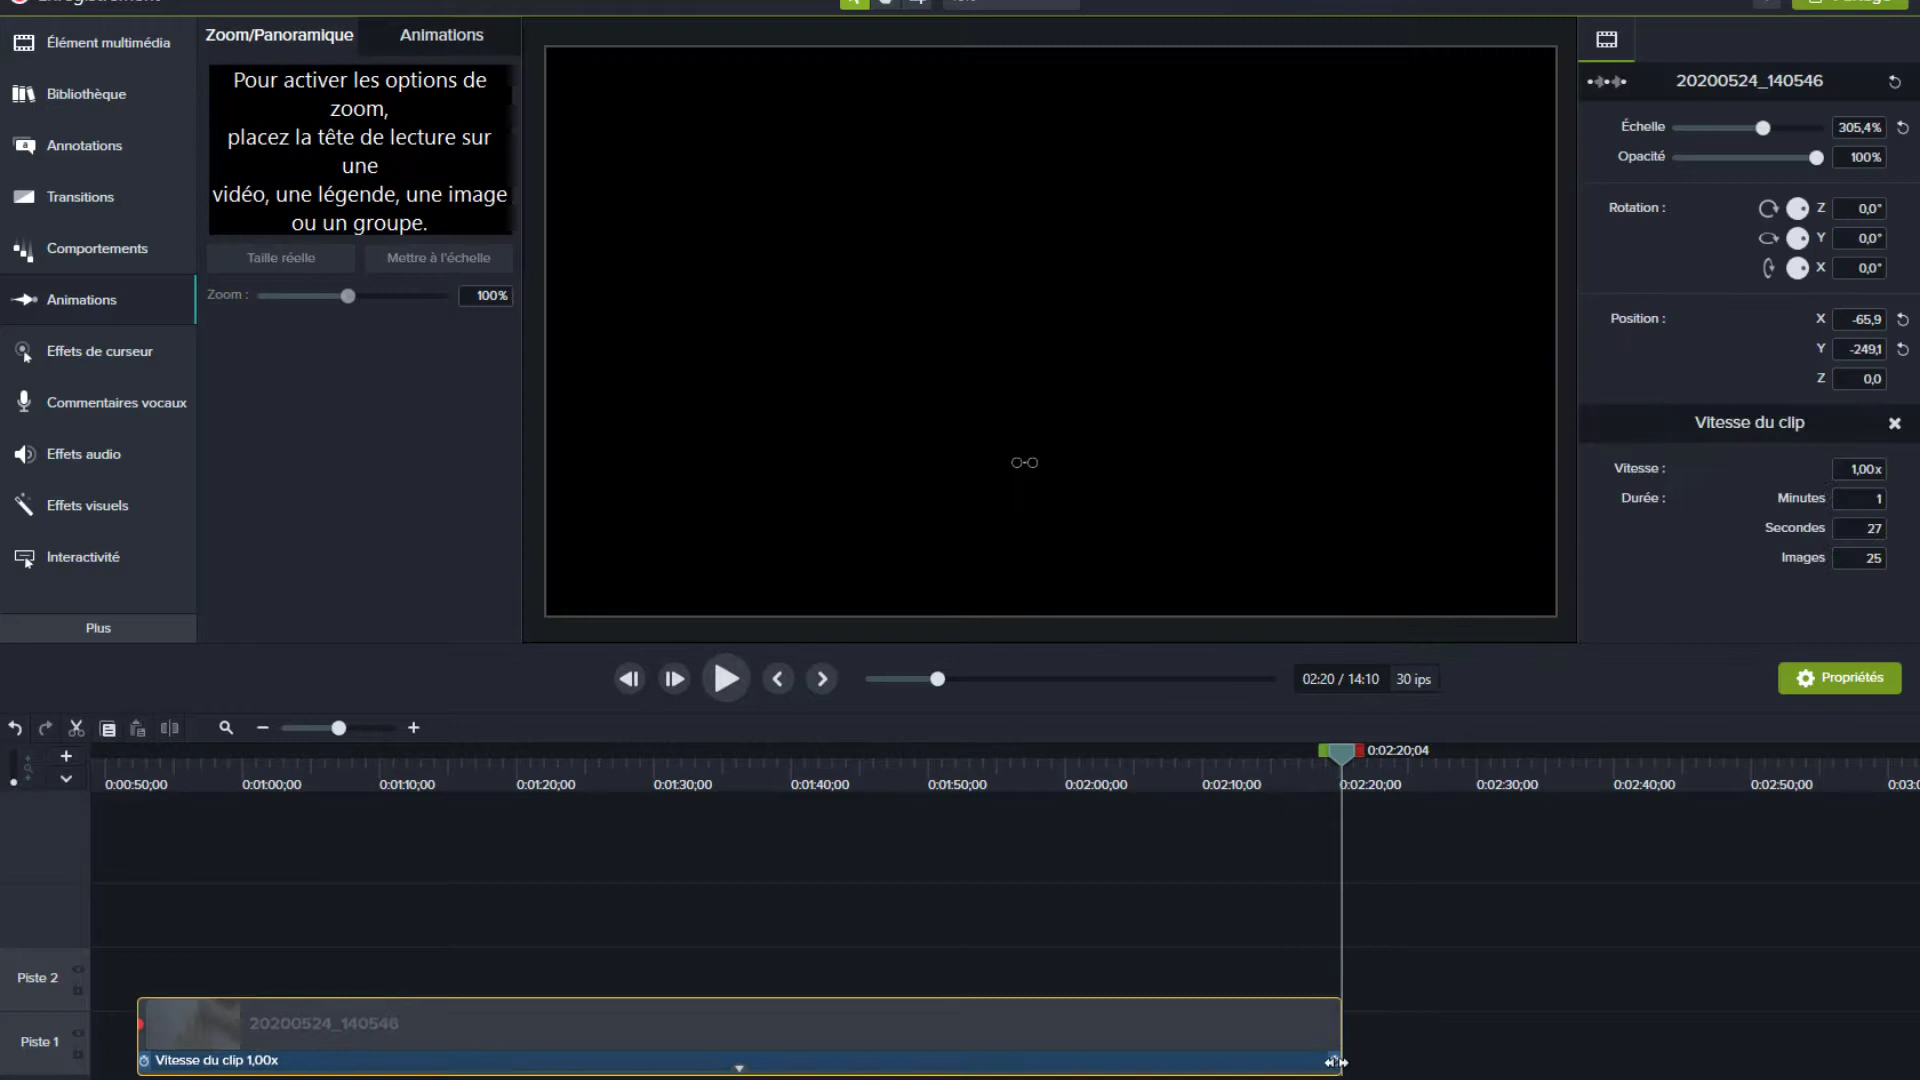 Élément multimédia
Bibliothèque
Annotations
Transitions
Comportements
Animations
Effets de curseur
Commentaires vocaux
Effets audio
Effets visuels
Interactivité
Plus
Zoom/Panoramique Animations
Pour activer les options de
zoom,
placez la tête de lecture sur
une
vidéo, une légende, une image
ou un groupe.
Taille réelle Mettre à l'échelle
Zoom : 100%
20200524_140546
Échelle 305,4%
Opacité 100%
Rotation : Z 0,0°
Y 0,0°
X 0,0°
Position : X -65,9
Y -249,1
Z 0,0
Vitesse du clip
Vitesse : 1,00x
Durée : Minutes 1
Secondes 27
Images 25
02:20 / 14:10 30 ips
Propriétés
0:02:20;04
0:00:50;00 0:01:00;00 0:01:10;00 0:01:20;00 0:01:30;00 0:01:40;00 0:01:50;00 0:02:00;00 0:02:10;00 0:02:20;00 0:02:30;00 0:02:40;00 0:02:50;00 0:03:0
Piste 2
Piste 1
20200524_140546
Vitesse du clip 1,00x